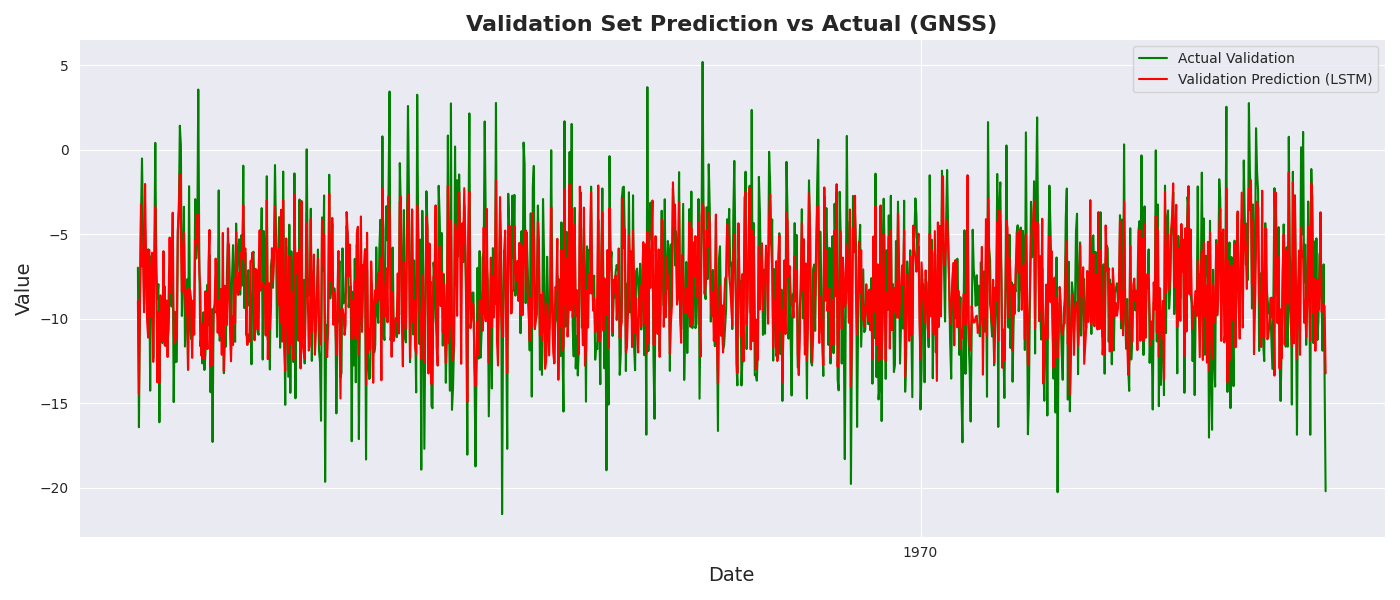 Validation Set Prediction vs Actual (GNSS)
Actual Validation
Validation Prediction (LSTM)
Value
5
0
−5
−10
−15
−20
1970
Date